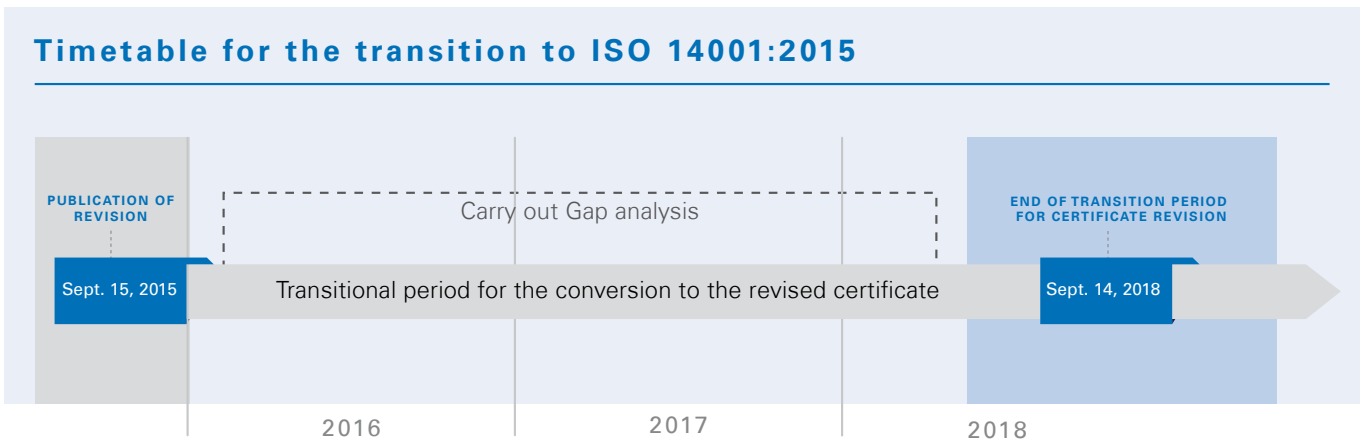 Timetable for the transition to ISO 14001:2015
PUBLICATION OF
REVISION
Carry out Gap analysis
END OF TRANSITION PERIOD
FOR CERTIFICATE REVISION
Sept. 15, 2015
Transitional period for the conversion to the revised certificate
Sept. 14, 2018
2016
2017
2018